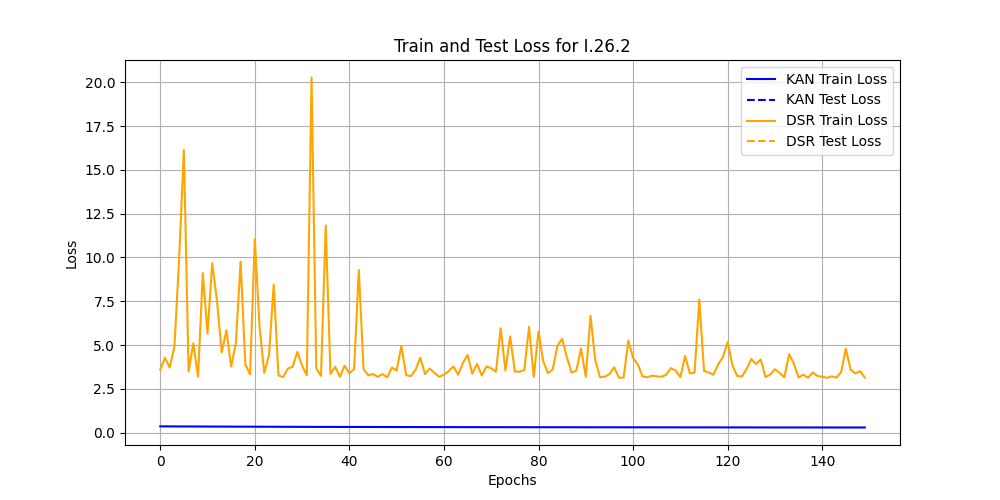 Train and Test Loss for I.26.2
20.0
17.5
15.0
12.5
10.0
7.5
5.0
2.5
0.0
Loss
KAN Train Loss
KAN Test Loss
DSR Train Loss
DSR Test Loss
0 20 40 60 80 100 120 140
Epochs